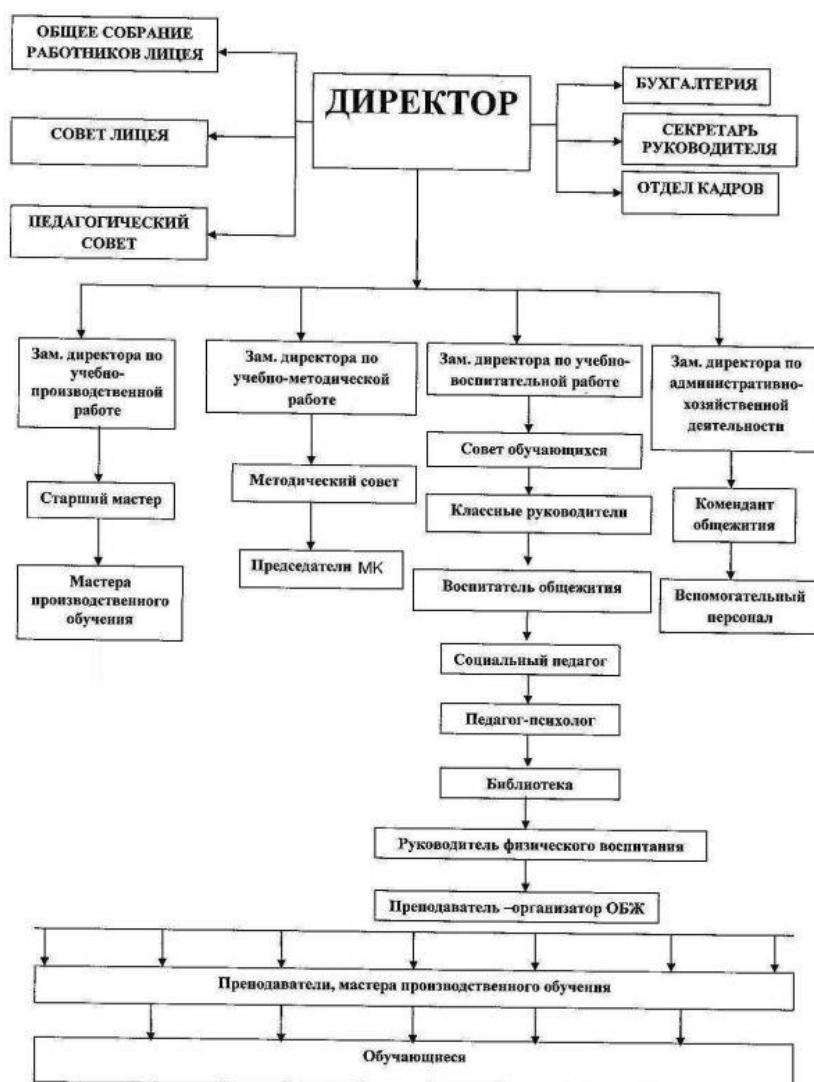 ОБЩЕЕ СОБРАНИЕ
РАБОТНИКОВ ЛИЦЕЯ
СОВЕТ ЛИЦЕЯ
ПЕДАГОГИЧЕСКИЙ
СОВЕТ
ДИРЕКТОР
БУХГАЛТЕРИЯ
СЕКРЕТАРЬ
РУКОВОДИТЕЛЯ
ОТДЕЛ КАДРОВ
Зам. директора по
учебно-
производственной
работе
Старший мастер
Мастера
производственного
обучения
Зам. директора по
учебно-методической
работе
Методический совет
Председатели МК
Зам. директора по учебно-
воспитательной работе
Совет обучающихся
Классные руководители
Воспитатель общежития
Социальный педагог
Педагог-психолог
Библиотека
Руководитель физического воспитания
Преподаватель –организатор ОБЖ
Зам. директора по
административно-
хозяйственной
деятельности
Комендант
общежития
Вспомогательный
персонал
Преподаватели, мастера производственного обучения
Обучающиеся